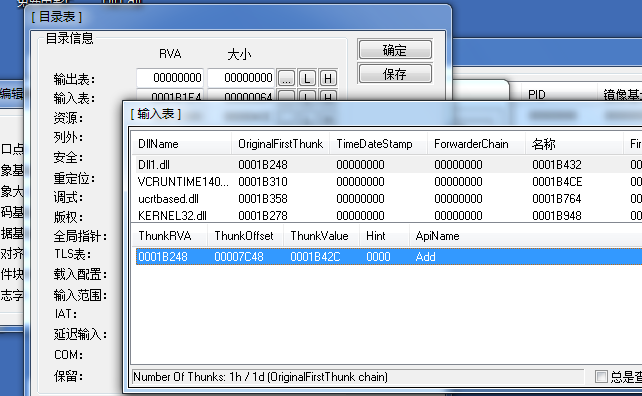 [ 目录表 ]
目录信息
RVA 大小
确定
保存
输出表: 00000000 00000000 ... L H
输入表: 0001B1E4 00000064
资源:
列外:
安全:
重定位:
调式:
版权:
全局指针:
TLS表:
载入配置:
输入范围:
IAT:
延迟输入:
COM:
保留:
编辑
口点
象基
象大
码基
据基
对齐
件块
志字
PID 镜像基
[ 输入表 ]
DllName OriginalFirstThunk TimeDateStamp ForwarderChain 名称 Fir
Dll1.dll 0001B248 00000000 00000000 0001B432
VCRUNTIME140... 0001B310 00000000 00000000 0001B4CE
ucrtbased.dll 0001B358 00000000 00000000 0001B764
KERNEL32.dll 0001B278 00000000 00000000 0001B948
ThunkRVA ThunkOffset ThunkValue Hint ApiName
0001B248 00007C48 0001B42C 0000 Add
Number Of Thunks: 1h / 1d (OriginalFirstThunk chain)
总是查